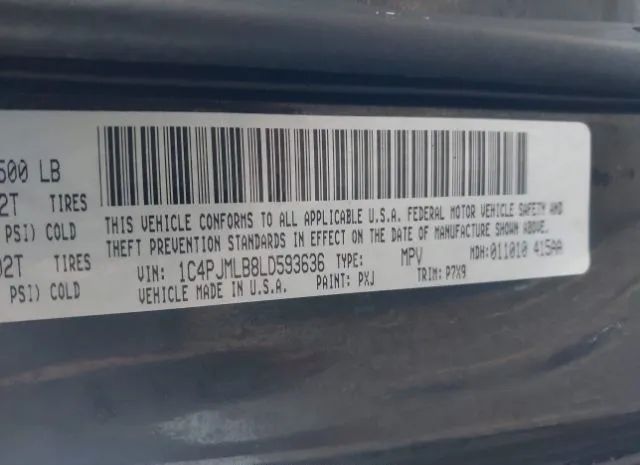 500 LB
2T TIRES
PSI) COLD
02T TIRES
PSI) COLD
THIS VEHICLE CONFORMS TO ALL APPLICABLE U.S.A. FEDERAL MOTOR VEHICLE SAFETY AND
THEFT PREVENTION STANDARDS IN EFFECT ON THE DATE OF MANUFACTURE SHOWN ABOVE.
VIN: 1C4PJMLB8LD593636 TYPE: MPV MDH:011010 415AA
VEHICLE MADE IN U.S.A. PAINT: PXJ TRIM: P7X9